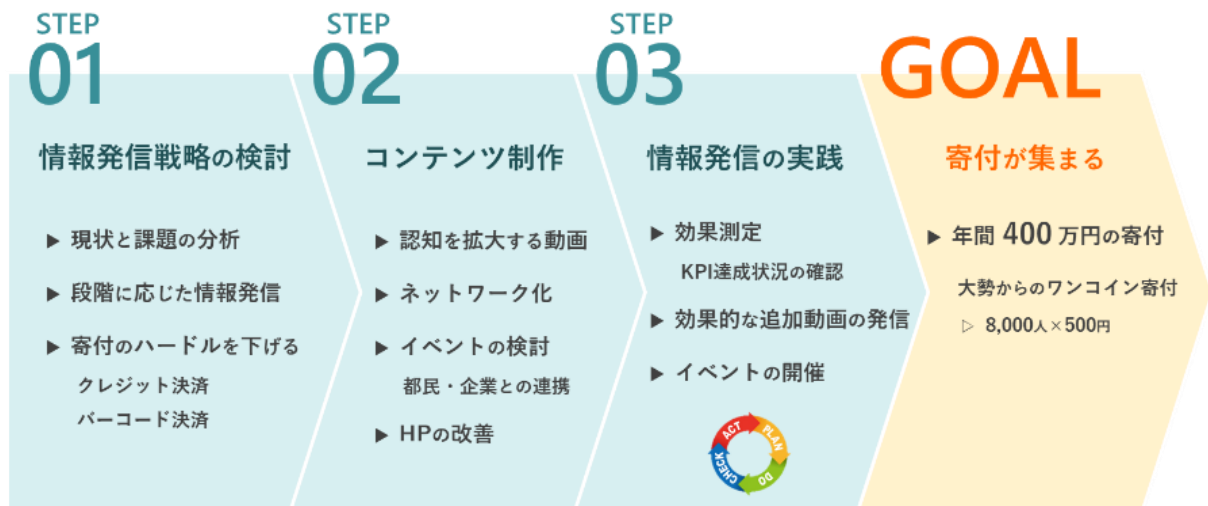 STEP
01
情報発信戦略の検討
▶ 現状と課題の分析
▶ 段階に応じた情報発信
▶ 寄付のハードルを下げる
クレジット決済
バーコード決済
STEP
02
コンテンツ制作
▶ 認知を拡大する動画
▶ ネットワーク化
▶ イベントの検討
都民・企業との連携
▶ HPの改善
STEP
03
情報発信の実践
▶ 効果測定
KPI達成状況の確認
▶ 効果的な追加動画の発信
▶ イベントの開催
PLAN
DO
CHECK
ACT
GOAL
寄付が集まる
▶ 年間 400 万円の寄付
大勢からのワンコイン寄付
▷ 8,000人×500円